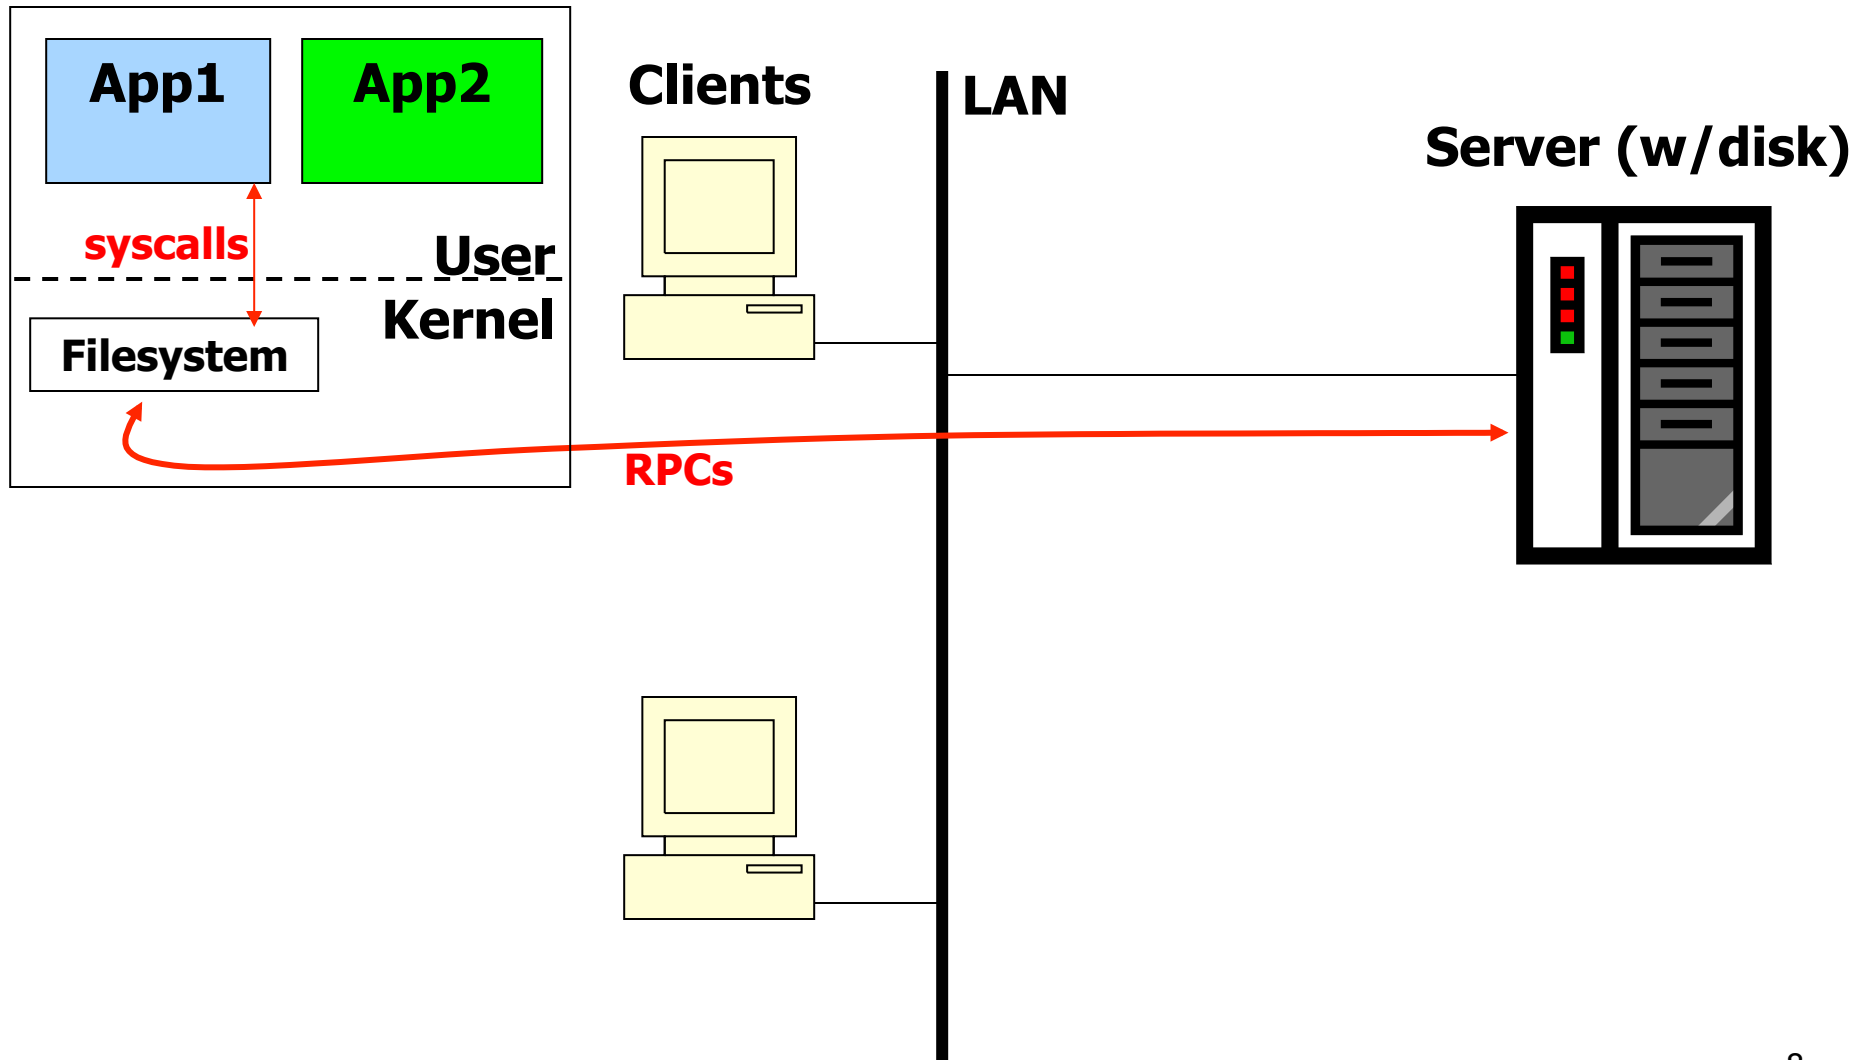 App1
App2
Clients
LAN
Server (w/disk)
syscalls
User
Kernel
Filesystem
RPCs